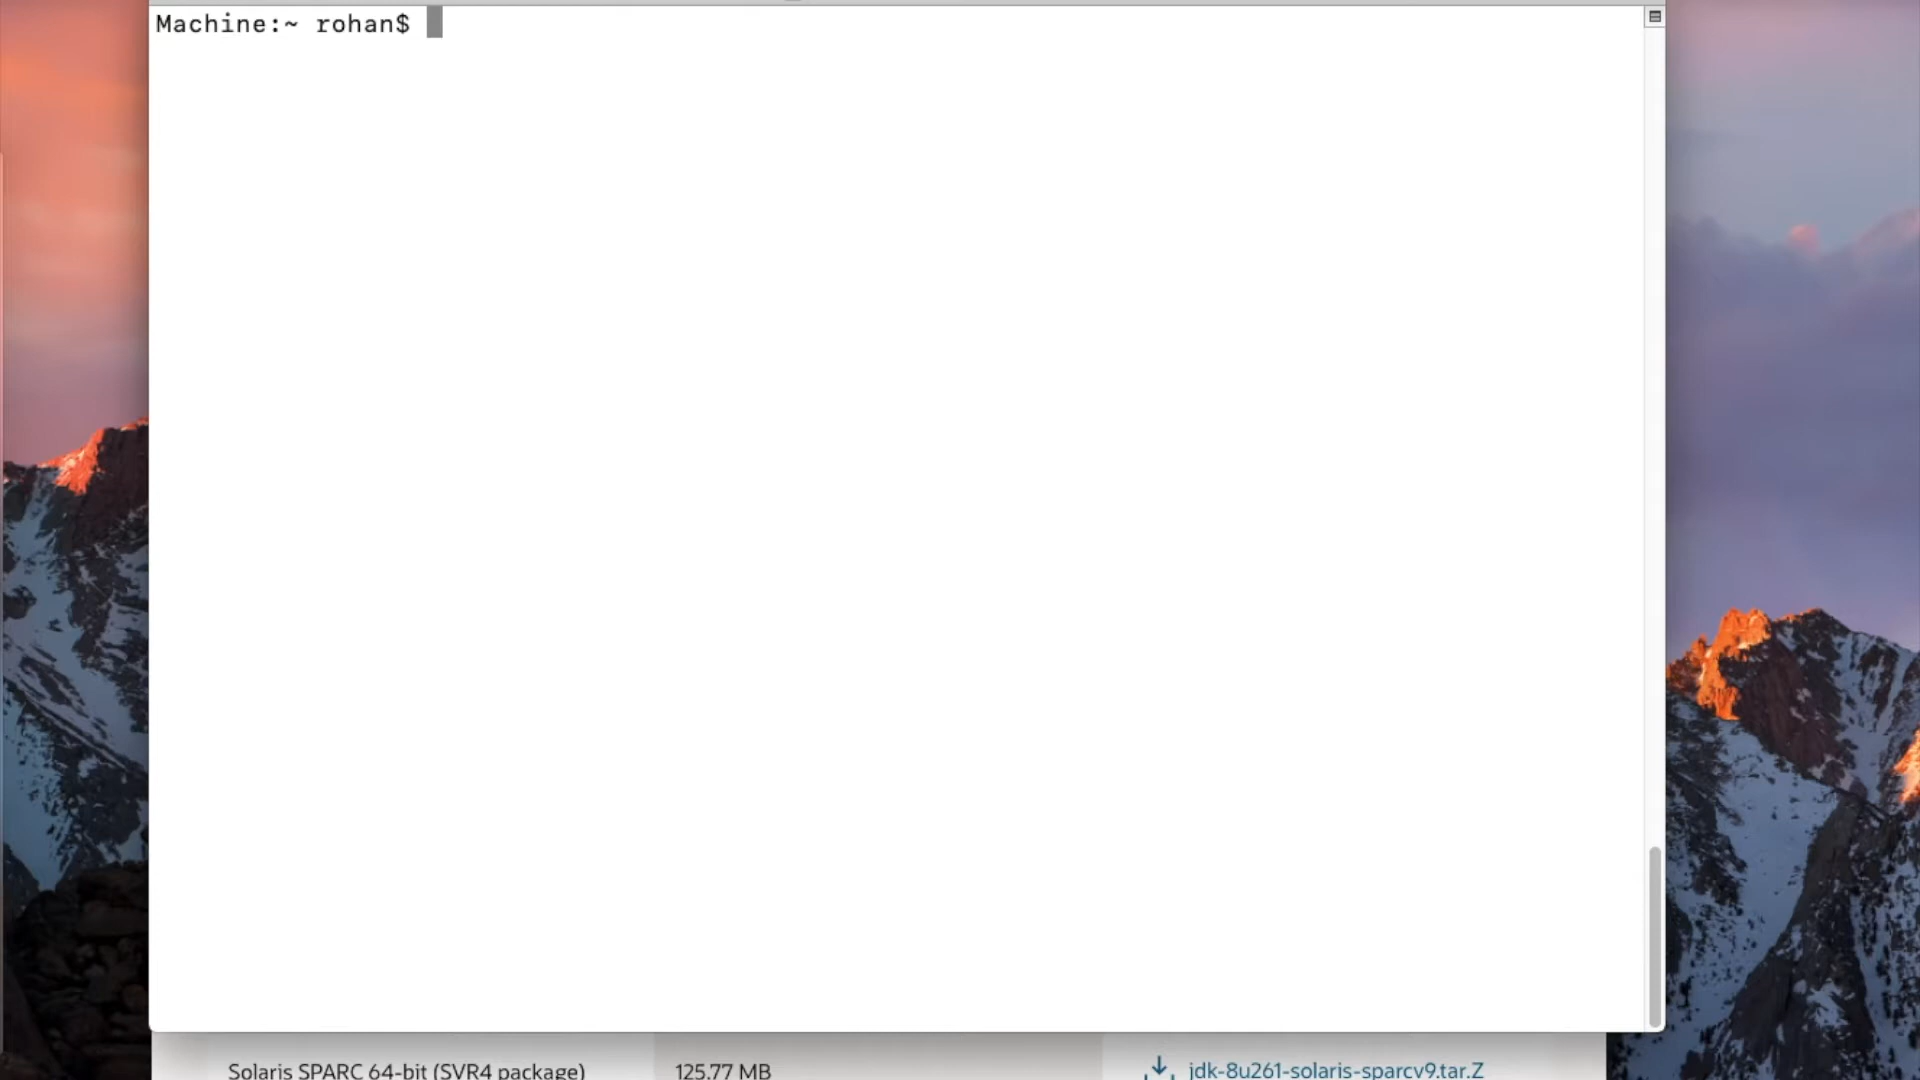 Machine:~ rohan$
Solaris SPARC 64-bit (SVR4 package) 125.77 MB jdk-8u261-solaris-sparcv9.tar.Z